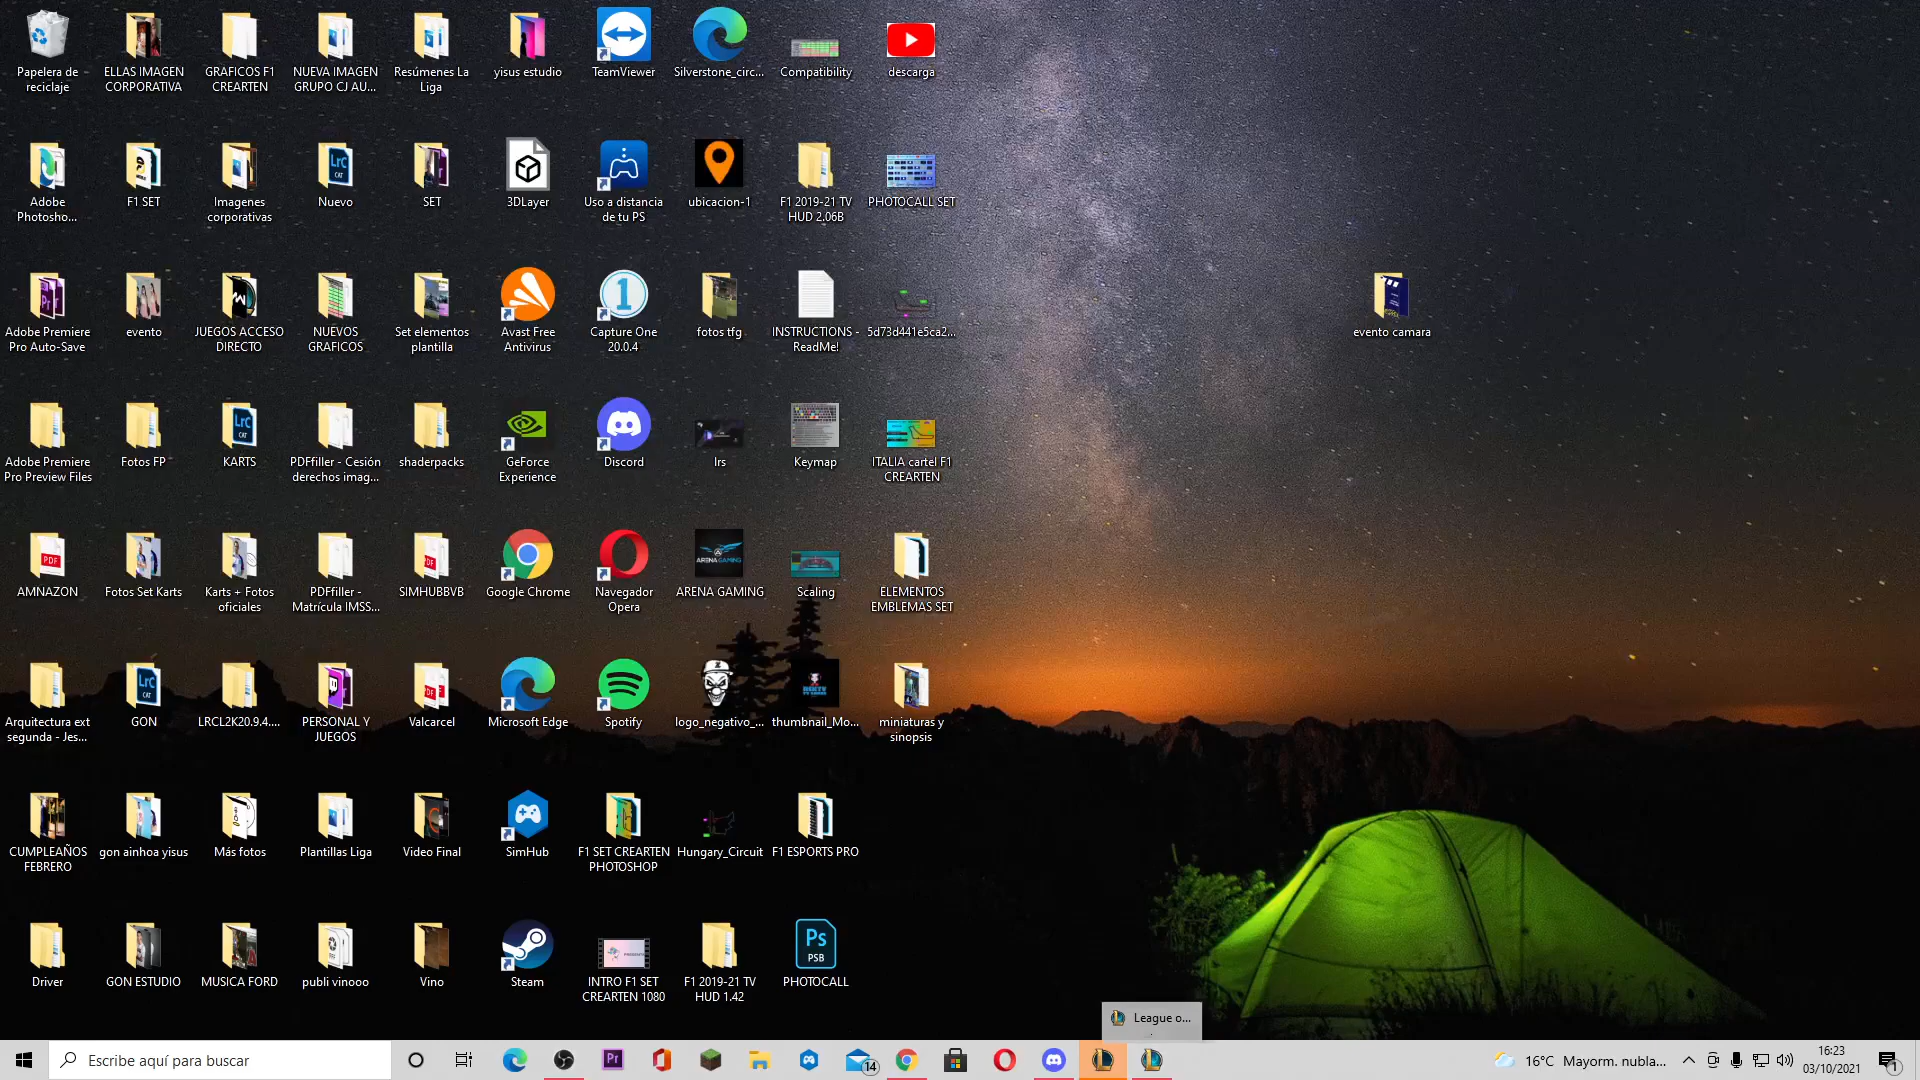 Papelera de
reciclaje
ELLAS IMAGEN
CORPORATIVA
GRAFICOS F1
CREARTEN
NUEVA IMAGEN
GRUPO CJ AU...
Resúmenes La
Liga
yisus estudio
TeamViewer
Silverstone_circ...
Compatibility
descarga
Adobe
Photosho...
F1 SET
Imagenes
corporativas
Nuevo
SET
3DLayer
Uso a distancia
de tu PS
ubicacion-1
F1 2019-21 TV
HUD 2.06B
PHOTOCALL SET
Adobe Premiere
Pro Auto-Save
evento
JUEGOS ACCESO
DIRECTO
NUEVOS
GRAFICOS
Set elementos
plantilla
Avast Free
Antivirus
Capture One
20.0.4
fotos tfg
INSTRUCTIONS -
ReadMe!
5d73d441e5ca2...
evento camara
Adobe Premiere
Pro Preview Files
Fotos FP
KARTS
PDFfiller - Cesión
derechos imag...
shaderpacks
GeForce
Experience
Discord
lrs
Keymap
ITALIA cartel F1
CREARTEN
AMNAZON
Fotos Set Karts
Karts + Fotos
oficiales
PDFfiller -
Matrícula IMSS...
SIMHUBBVB
Google Chrome
Navegador
Opera
ARENA GAMING
Scaling
ELEMENTOS
EMBLEMAS SET
Arquitectura ext
segunda - Jes...
GON
LRCL2K20.9.4....
PERSONAL Y
JUEGOS
Valcarcel
Microsoft Edge
Spotify
logo_negativo_...
thumbnail_Mo...
miniaturas y
sinopsis
CUMPLEAÑOS
FEBRERO
gon ainhoa yisus
Más fotos
Plantillas Liga
Video Final
SimHub
F1 SET CREARTEN
PHOTOSHOP
Hungary_Circuit
F1 ESPORTS PRO
Driver
GON ESTUDIO
MUSICA FORD
publi vinooo
Vino
Steam
INTRO F1 SET
CREARTEN 1080
F1 2019-21 TV
HUD 1.42
Ps
PSB
PHOTOCALL
League o...
Escribe aquí para buscar
Pr
14
16°C Mayorm. nubla...
16:23
03/10/2021
1